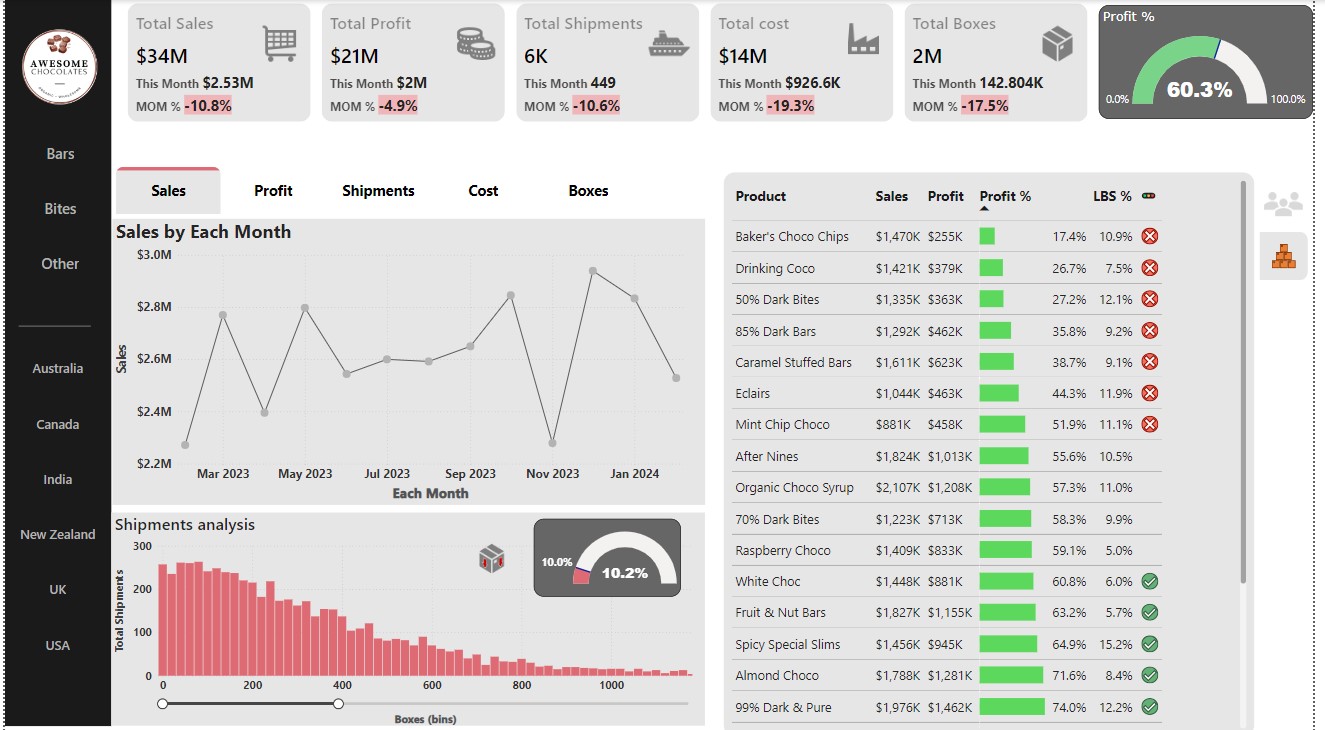 AWESOME
CHOCOLATES
Bars
Bites
Other
Australia
Canada
India
New Zealand
UK
USA
Total Sales
$34M
This Month $2.53M
MOM % -10.8%
Total Profit
$21M
This Month $2M
MOM % -4.9%
Total Shipments
6K
This Month 449
MOM % -10.6%
Total cost
$14M
This Month $926.6K
MOM % -19.3%
Total Boxes
2M
This Month 142.804K
MOM % -17.5%
Profit %
0.0%
60.3%
100.0%
Sales Profit Shipments Cost Boxes
Sales by Each Month
Sales
$3.0M
$2.8M
$2.6M
$2.4M
$2.2M
Mar 2023 May 2023 Jul 2023 Sep 2023 Nov 2023 Jan 2024
Each Month
Shipments analysis
10.0%
10.2%
Total Shipments
300
200
100
0
0 200 400 600 800 1000
Boxes (bins)
Product Sales Profit Profit % LBS %
Baker's Choco Chips $1,470K $255K 17.4% 10.9%
Drinking Coco $1,421K $379K 26.7% 7.5%
50% Dark Bites $1,335K $363K 27.2% 12.1%
85% Dark Bars $1,292K $462K 35.8% 9.2%
Caramel Stuffed Bars $1,611K $623K 38.7% 9.1%
Eclairs $1,044K $463K 44.3% 11.9%
Mint Chip Choco $881K $458K 51.9% 11.1%
After Nines $1,824K $1,013K 55.6% 10.5%
Organic Choco Syrup $2,107K $1,208K 57.3% 11.0%
70% Dark Bites $1,223K $713K 58.3% 9.9%
Raspberry Choco $1,409K $833K 59.1% 5.0%
White Choc $1,448K $881K 60.8% 6.0%
Fruit & Nut Bars $1,827K $1,155K 63.2% 5.7%
Spicy Special Slims $1,456K $945K 64.9% 15.2%
Almond Choco $1,788K $1,281K 71.6% 8.4%
99% Dark & Pure $1,976K $1,462K 74.0% 12.2%